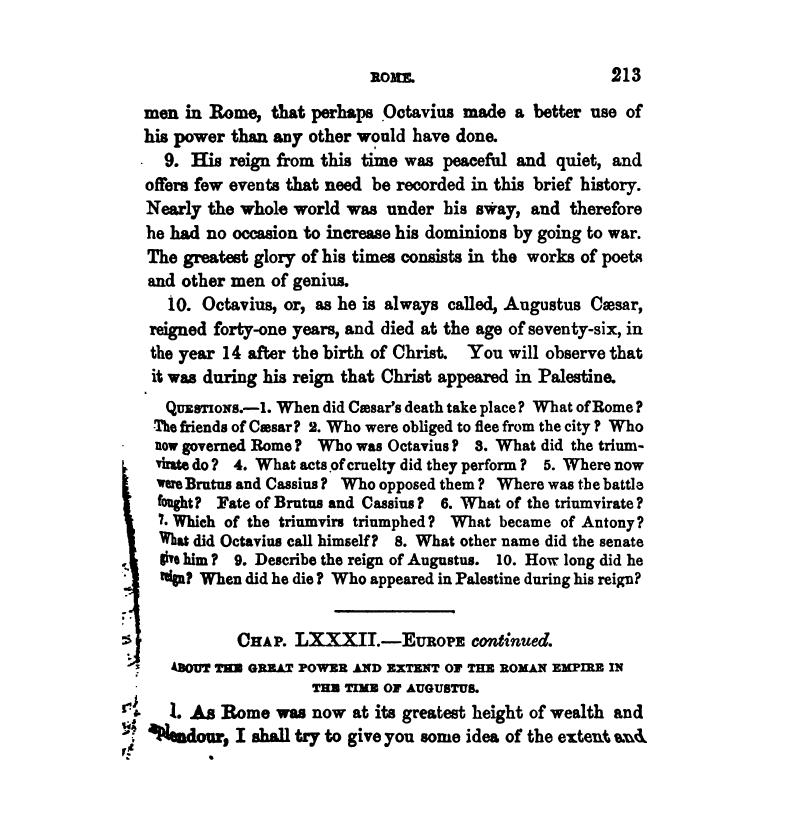 ROME. 213
men in Rome, that perhaps Octavius made a better use of
his power than any other would have done.
9. His reign from this time was peaceful and quiet, and
offers few events that need be recorded in this brief history.
Nearly the whole world was under his sway, and therefore
he had no occasion to increase his dominions by going to war.
The greatest glory of his times consists in the works of poets
and other men of genius.
10. Octavius, or, as he is always called, Augustus Cæsar,
reigned forty-one years, and died at the age of seventy-six, in
the year 14 after the birth of Christ. You will observe that
it was during his reign that Christ appeared in Palestine.
QUESTIONS.—1. When did Cæsar's death take place? What of Rome?
The friends of Cæsar? 2. Who were obliged to flee from the city? Who
now governed Rome? Who was Octavius? 3. What did the trium-
virate do? 4. What acts of cruelty did they perform? 5. Where now
were Brutus and Cassius? Who opposed them? Where was the battle
fought? Fate of Brutus and Cassius? 6. What of the triumvirate?
7. Which of the triumvirs triumphed? What became of Antony?
What did Octavius call himself? 8. What other name did the senate
give him? 9. Describe the reign of Augustus. 10. How long did he
reign? When did he die? Who appeared in Palestine during his reign?
CHAP. LXXXII.—EUROPE continued.
ABOUT THE GREAT POWER AND EXTENT OF THE ROMAN EMPIRE IN
THE TIME OF AUGUSTUS.
1. As Rome was now at its greatest height of wealth and
splendour, I shall try to give you some idea of the extent and